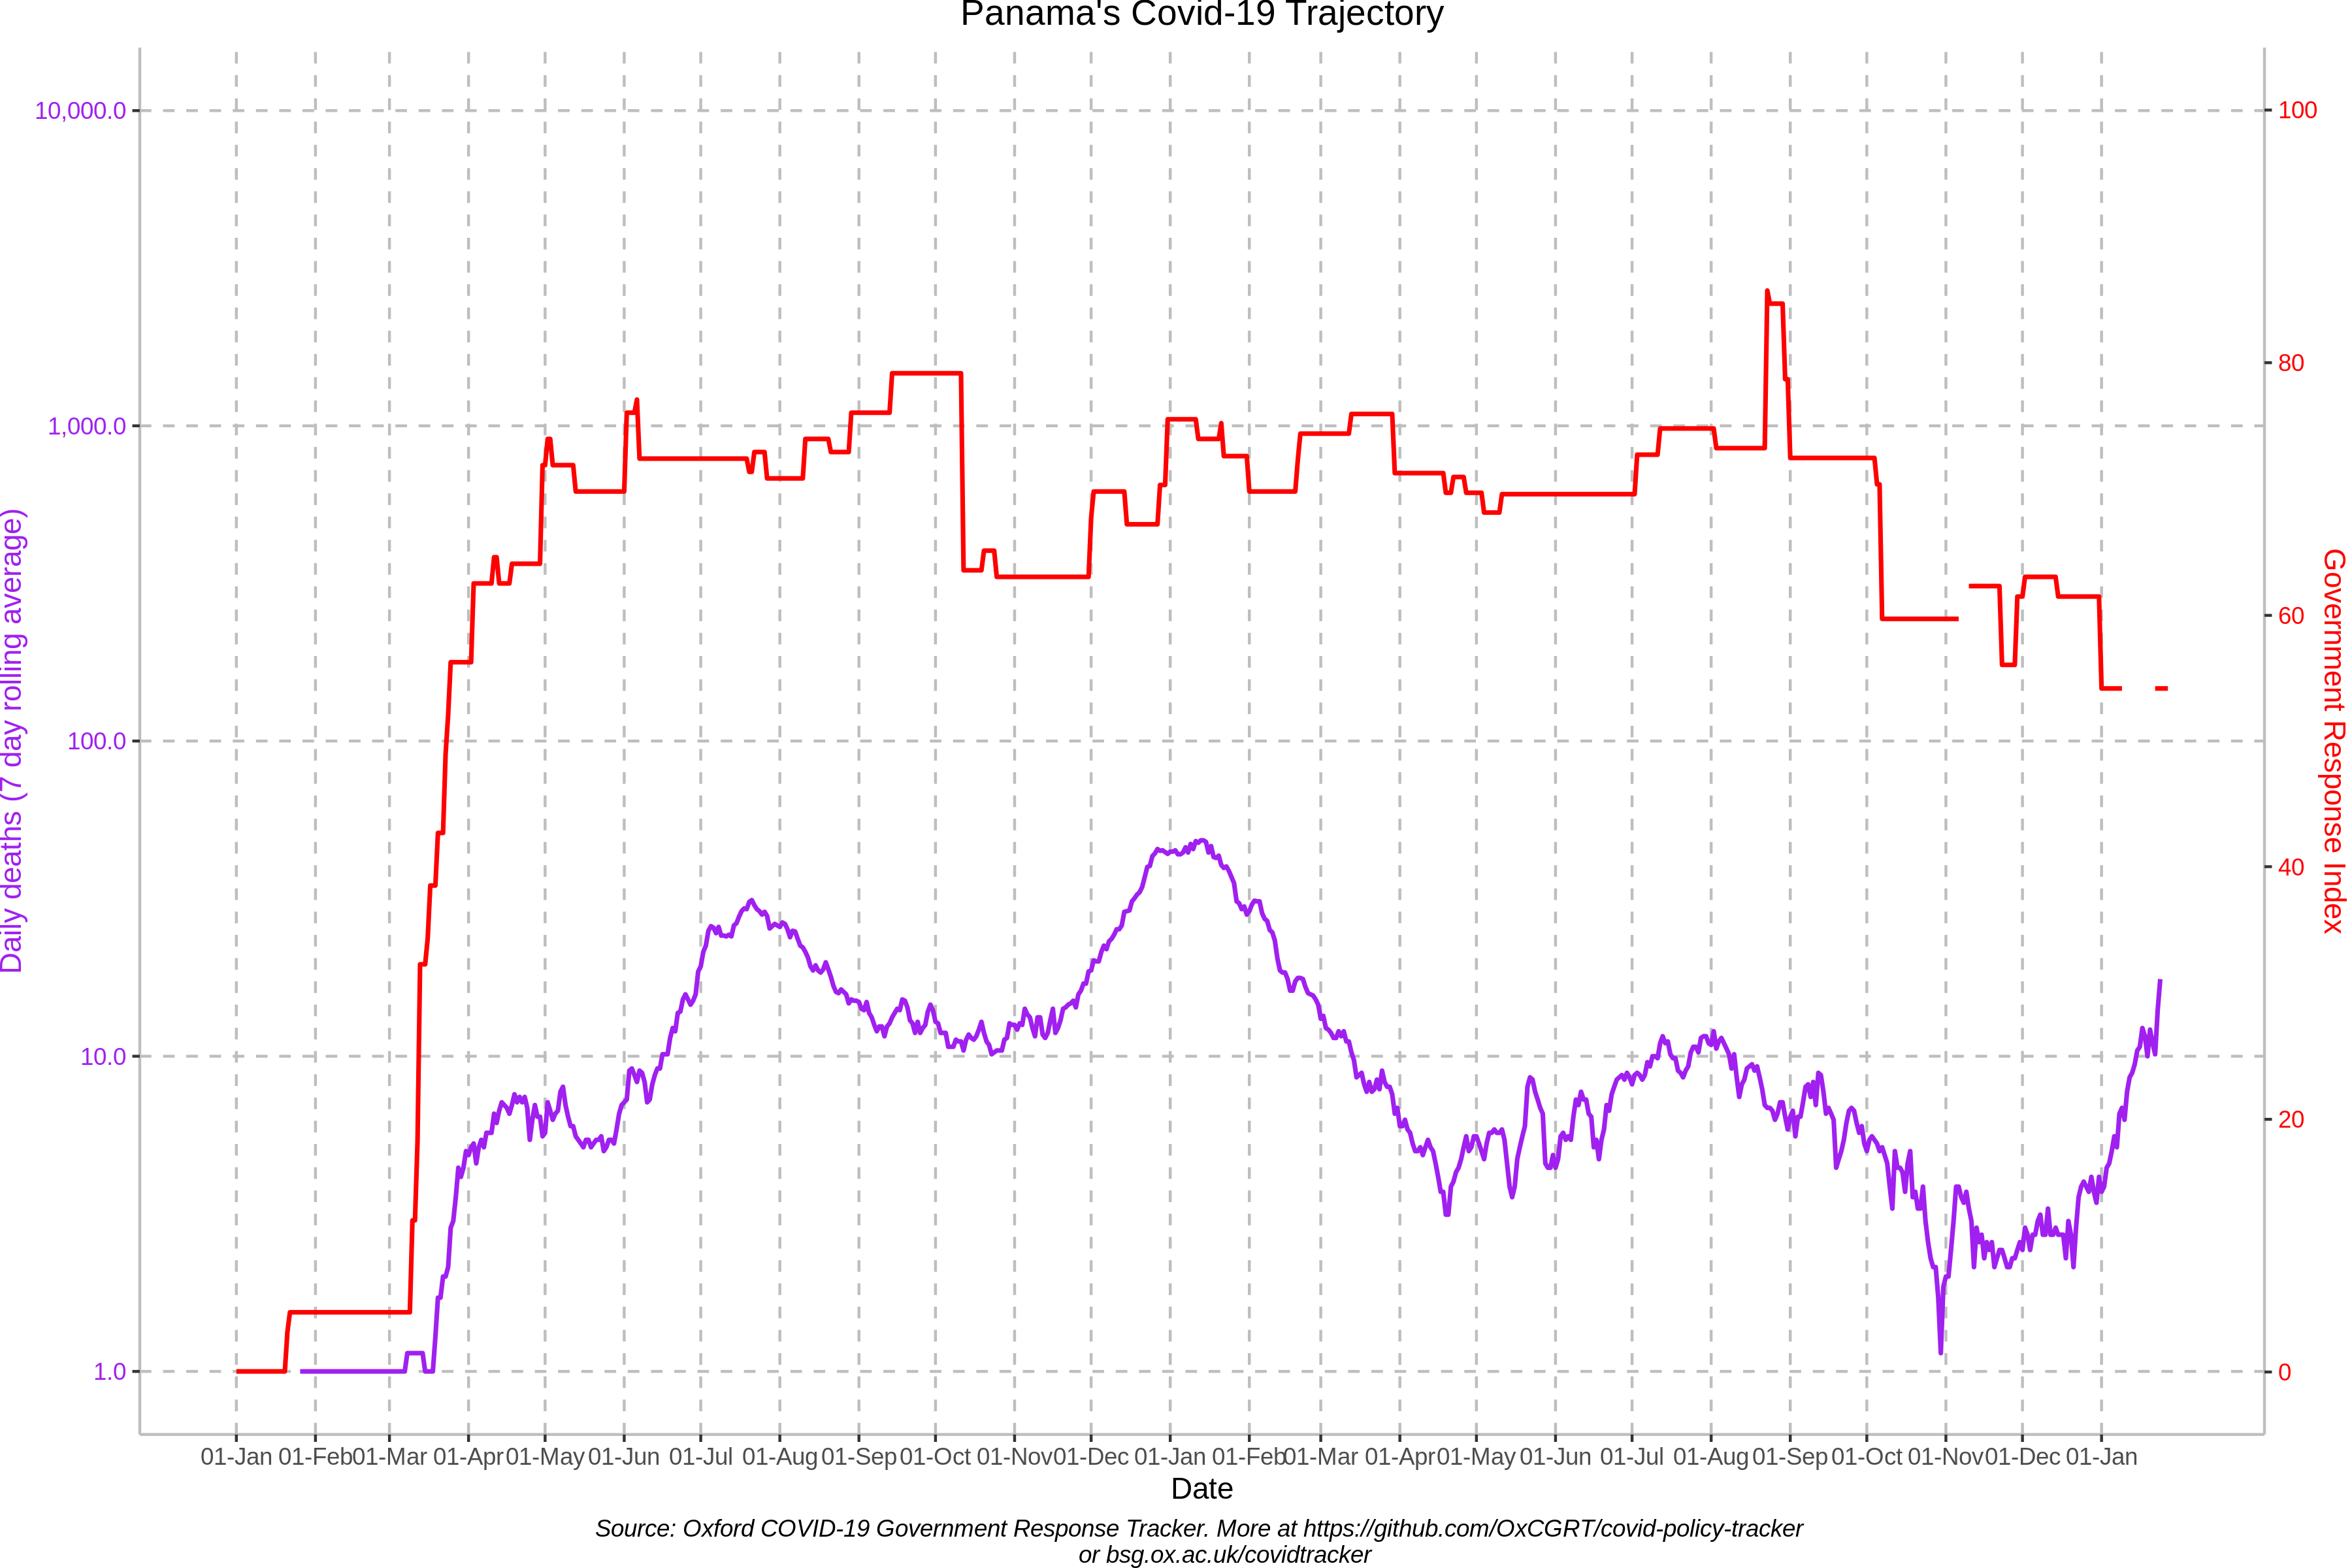 Panama's Covid-19 Trajectory
10,000.0
1,000.0
100.0
10.0
1.0
Daily deaths (7 day rolling average)
100
80
60
40
20
0
Government Response Index
01-Jan 01-Feb 01-Mar 01-Apr 01-May 01-Jun 01-Jul 01-Aug 01-Sep 01-Oct 01-Nov 01-Dec 01-Jan 01-Feb 01-Mar 01-Apr 01-May 01-Jun 01-Jul 01-Aug 01-Sep 01-Oct 01-Nov 01-Dec 01-Jan
Date
Source: Oxford COVID-19 Government Response Tracker. More at https://github.com/OxCGRT/covid-policy-tracker
or bsg.ox.ac.uk/covidtracker